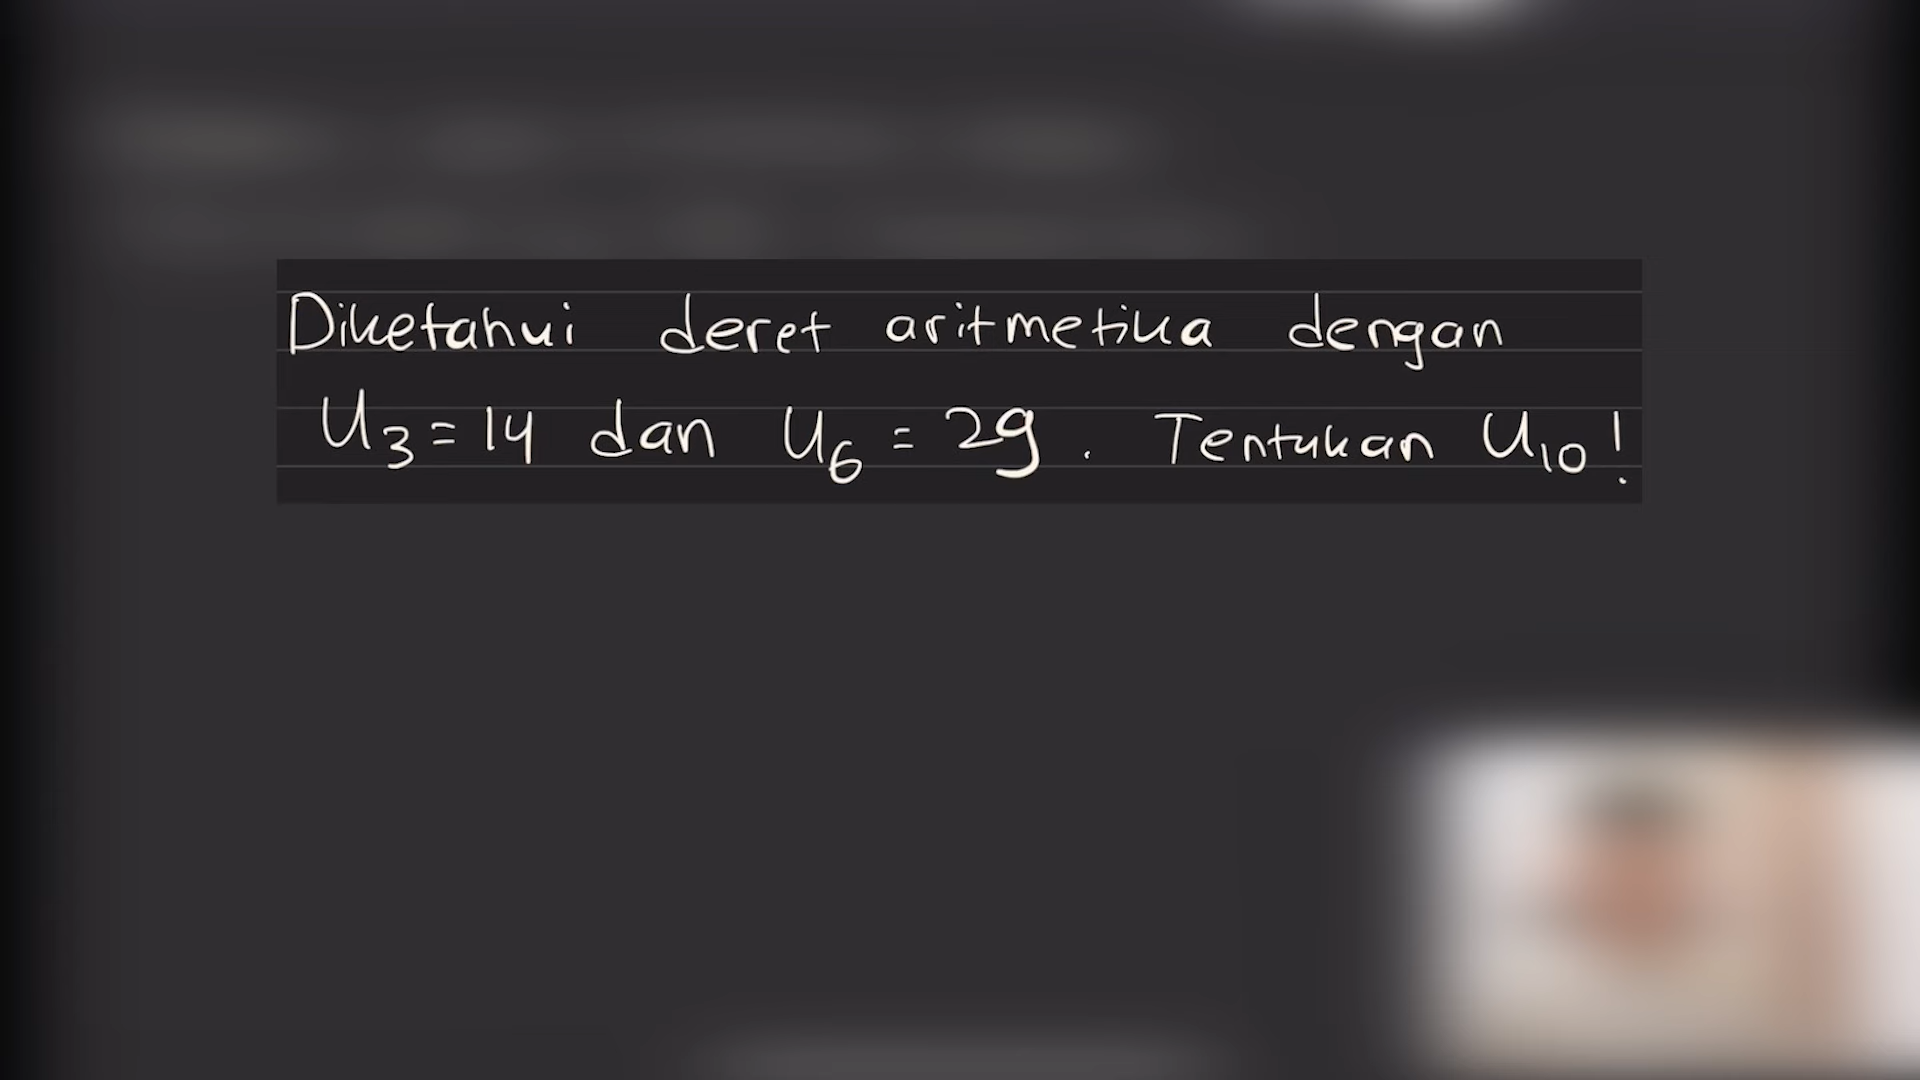 Diketahui deret aritmetika dengan
U₃ = 14 dan U₆ = 29. Tentukan U₁₀!